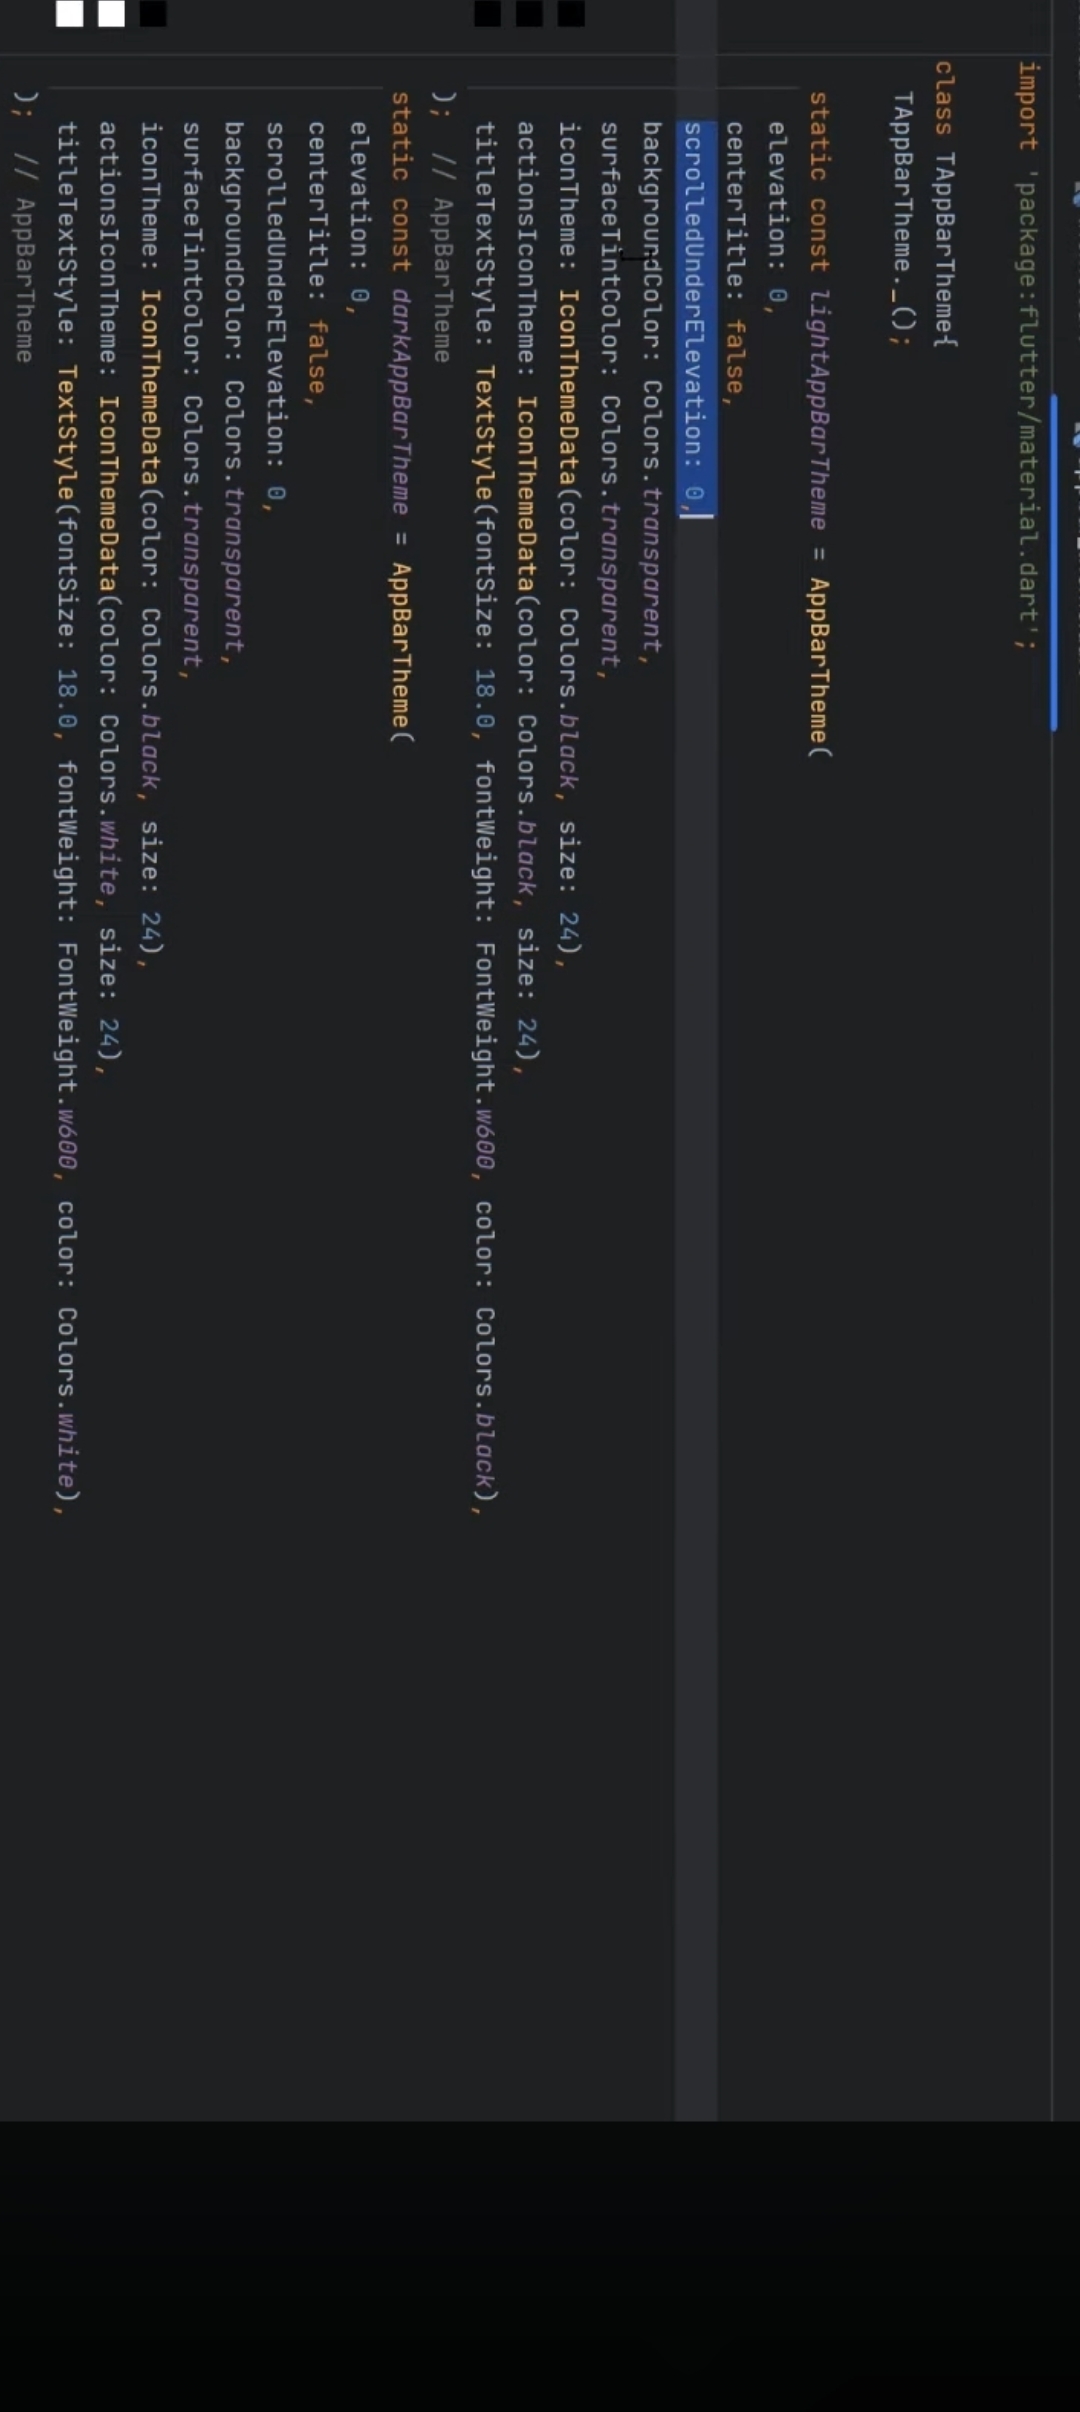 import 'package:flutter/material.dart';
class TAppBarTheme{
TAppBarTheme._();
static const lightAppBarTheme = AppBarTheme(
elevation: 0,
centerTitle: false,
scrolledUnderElevation: 0,
backgroundColor: Colors.transparent,
surfaceTintColor: Colors.transparent,
iconTheme: IconThemeData(color: Colors.black, size: 24),
actionsIconTheme: IconThemeData(color: Colors.black, size: 24),
titleTextStyle: TextStyle(fontSize: 18.0, fontWeight: FontWeight.w600, color: Colors.black),
); // AppBarTheme
static const darkAppBarTheme = AppBarTheme(
elevation: 0,
centerTitle: false,
scrolledUnderElevation: 0,
backgroundColor: Colors.transparent,
surfaceTintColor: Colors.transparent,
iconTheme: IconThemeData(color: Colors.black, size: 24),
actionsIconTheme: IconThemeData(color: Colors.white, size: 24),
titleTextStyle: TextStyle(fontSize: 18.0, fontWeight: FontWeight.w600, color: Colors.white),
); // AppBarTheme